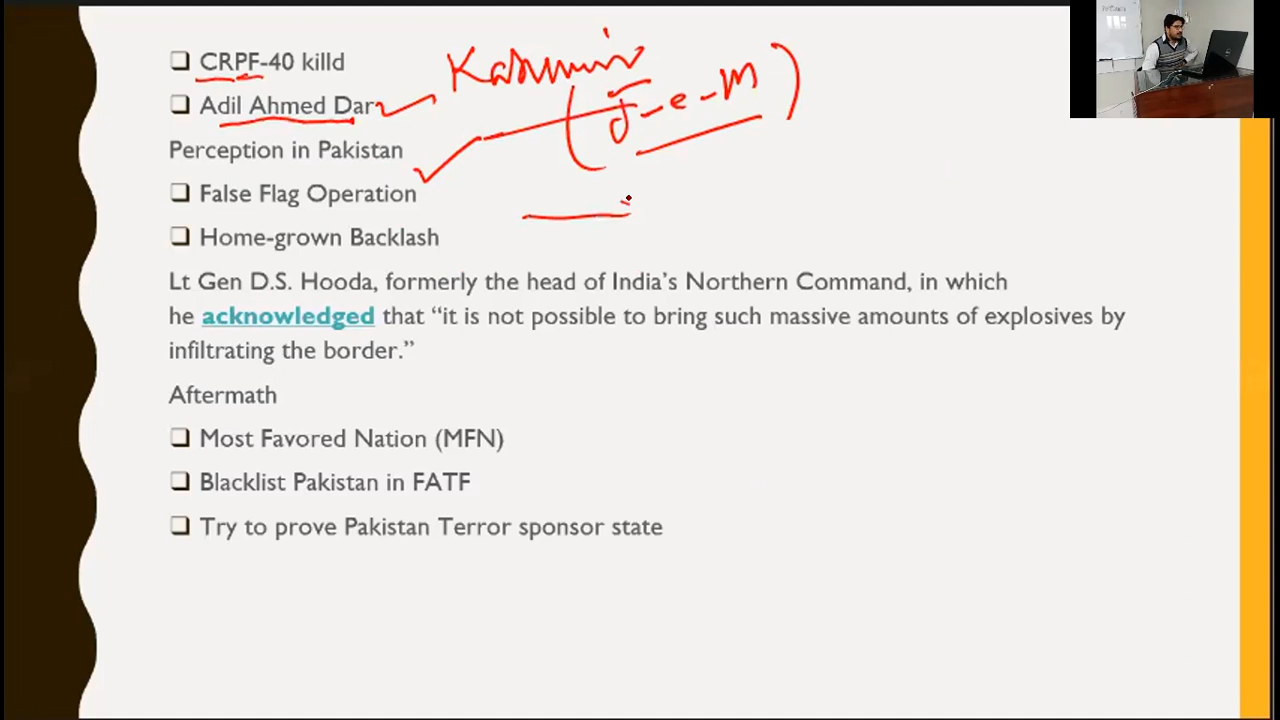 CRPF-40 killd
Kashmir
Adil Ahmed Dar
(J-e-M)
Perception in Pakistan
False Flag Operation
Home-grown Backlash
Lt Gen D.S. Hooda, formerly the head of India’s Northern Command, in which
he acknowledged that “it is not possible to bring such massive amounts of explosives by
infiltrating the border.”
Aftermath
Most Favored Nation (MFN)
Blacklist Pakistan in FATF
Try to prove Pakistan Terror sponsor state